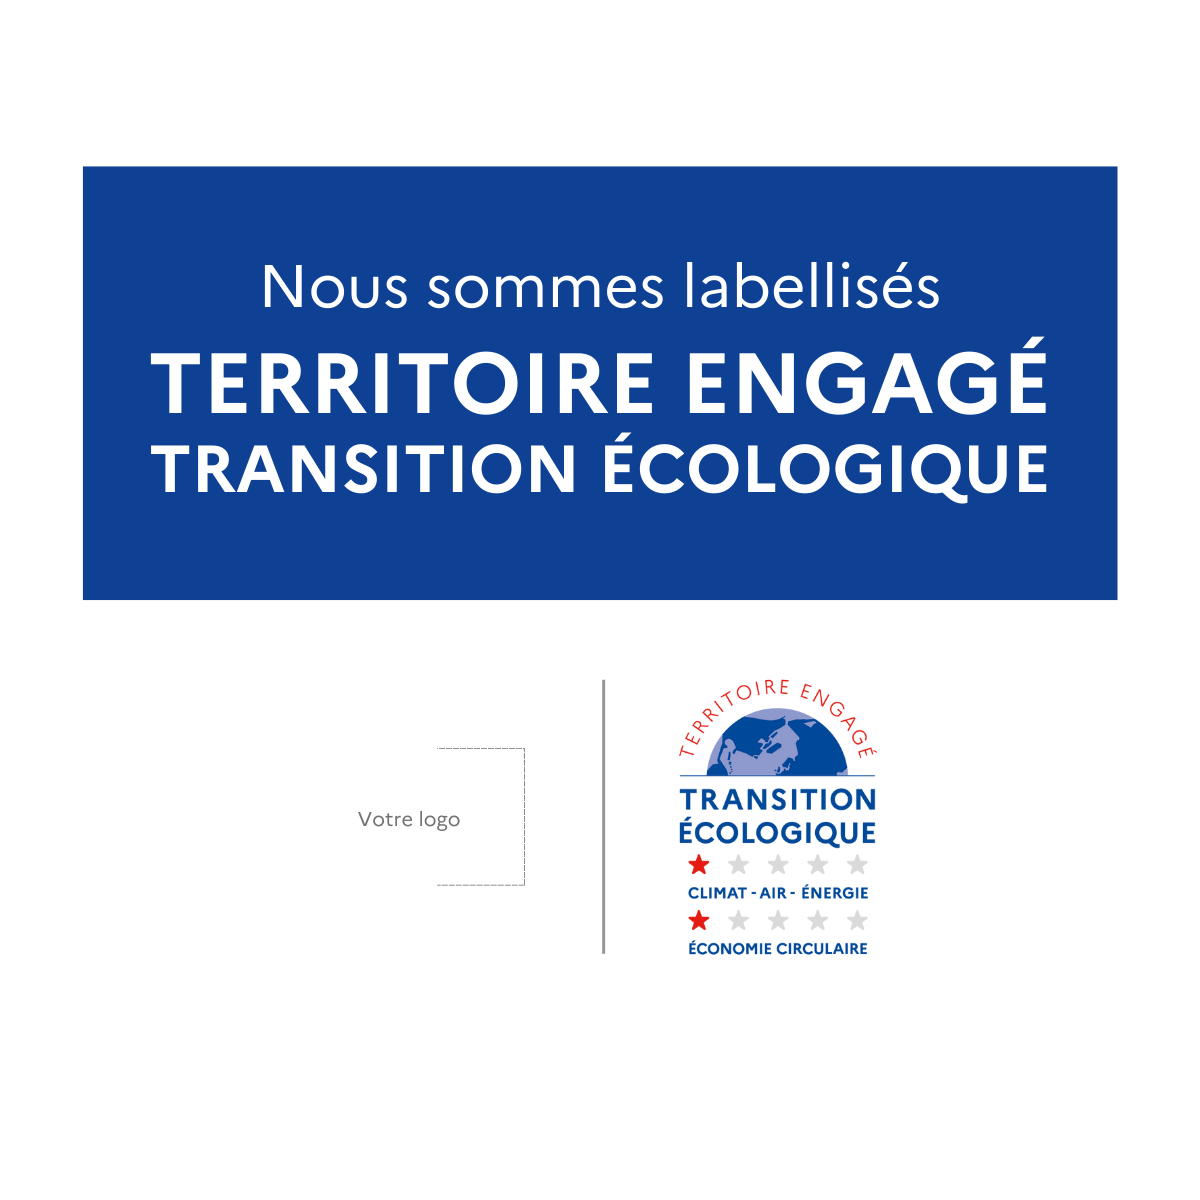 Nous sommes labellisés
TERRITOIRE ENGAGÉ
TRANSITION ÉCOLOGIQUE
Votre logo
TERRITOIRE ENGAGÉ
TRANSITION
ÉCOLOGIQUE
CLIMAT - AIR - ÉNERGIE
ÉCONOMIE CIRCULAIRE